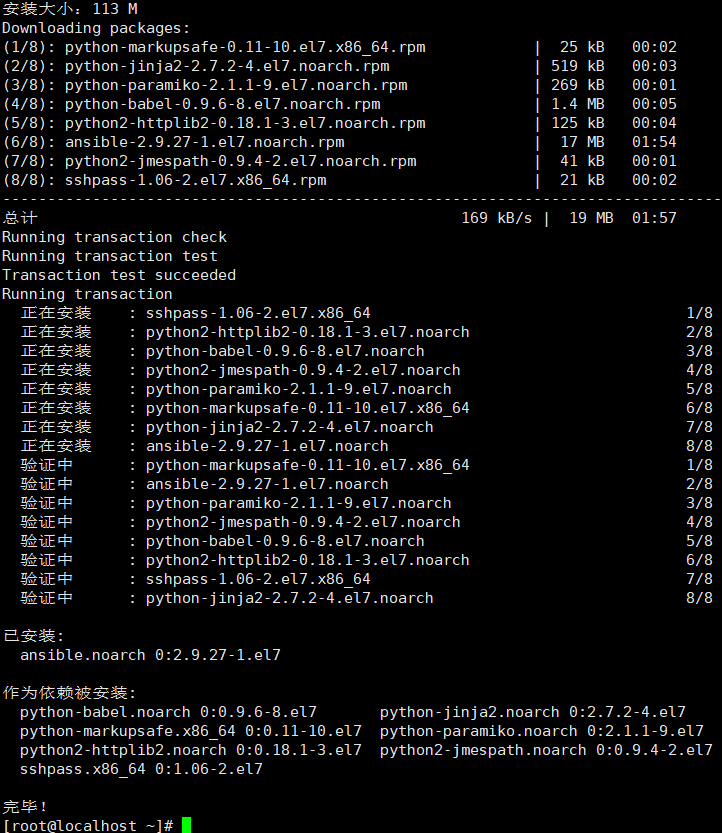 安装大小：113 M
Downloading packages:
(1/8): python-markupsafe-0.11-10.el7.x86_64.rpm | 25 kB 00:02
(2/8): python-jinja2-2.7.2-4.el7.noarch.rpm | 519 kB 00:03
(3/8): python-paramiko-2.1.1-9.el7.noarch.rpm | 269 kB 00:01
(4/8): python-babel-0.9.6-8.el7.noarch.rpm | 1.4 MB 00:05
(5/8): python2-httplib2-0.18.1-3.el7.noarch.rpm | 125 kB 00:04
(6/8): ansible-2.9.27-1.el7.noarch.rpm | 17 MB 01:54
(7/8): python2-jmespath-0.9.4-2.el7.noarch.rpm | 41 kB 00:01
(8/8): sshpass-1.06-2.el7.x86_64.rpm | 21 kB 00:02
--------------------------------------------------------------------------------
总计 169 kB/s | 19 MB 01:57
Running transaction check
Running transaction test
Transaction test succeeded
Running transaction
正在安装 : sshpass-1.06-2.el7.x86_64 1/8
正在安装 : python2-httplib2-0.18.1-3.el7.noarch 2/8
正在安装 : python-babel-0.9.6-8.el7.noarch 3/8
正在安装 : python2-jmespath-0.9.4-2.el7.noarch 4/8
正在安装 : python-paramiko-2.1.1-9.el7.noarch 5/8
正在安装 : python-markupsafe-0.11-10.el7.x86_64 6/8
正在安装 : python-jinja2-2.7.2-4.el7.noarch 7/8
正在安装 : ansible-2.9.27-1.el7.noarch 8/8
验证中 : python-markupsafe-0.11-10.el7.x86_64 1/8
验证中 : ansible-2.9.27-1.el7.noarch 2/8
验证中 : python-paramiko-2.1.1-9.el7.noarch 3/8
验证中 : python2-jmespath-0.9.4-2.el7.noarch 4/8
验证中 : python-babel-0.9.6-8.el7.noarch 5/8
验证中 : python2-httplib2-0.18.1-3.el7.noarch 6/8
验证中 : sshpass-1.06-2.el7.x86_64 7/8
验证中 : python-jinja2-2.7.2-4.el7.noarch 8/8
已安装:
ansible.noarch 0:2.9.27-1.el7
作为依赖被安装:
python-babel.noarch 0:0.9.6-8.el7 python-jinja2.noarch 0:2.7.2-4.el7
python-markupsafe.x86_64 0:0.11-10.el7 python-paramiko.noarch 0:2.1.1-9.el7
python2-httplib2.noarch 0:0.18.1-3.el7 python2-jmespath.noarch 0:0.9.4-2.el7
sshpass.x86_64 0:1.06-2.el7
完毕！
[root@localhost ~]#